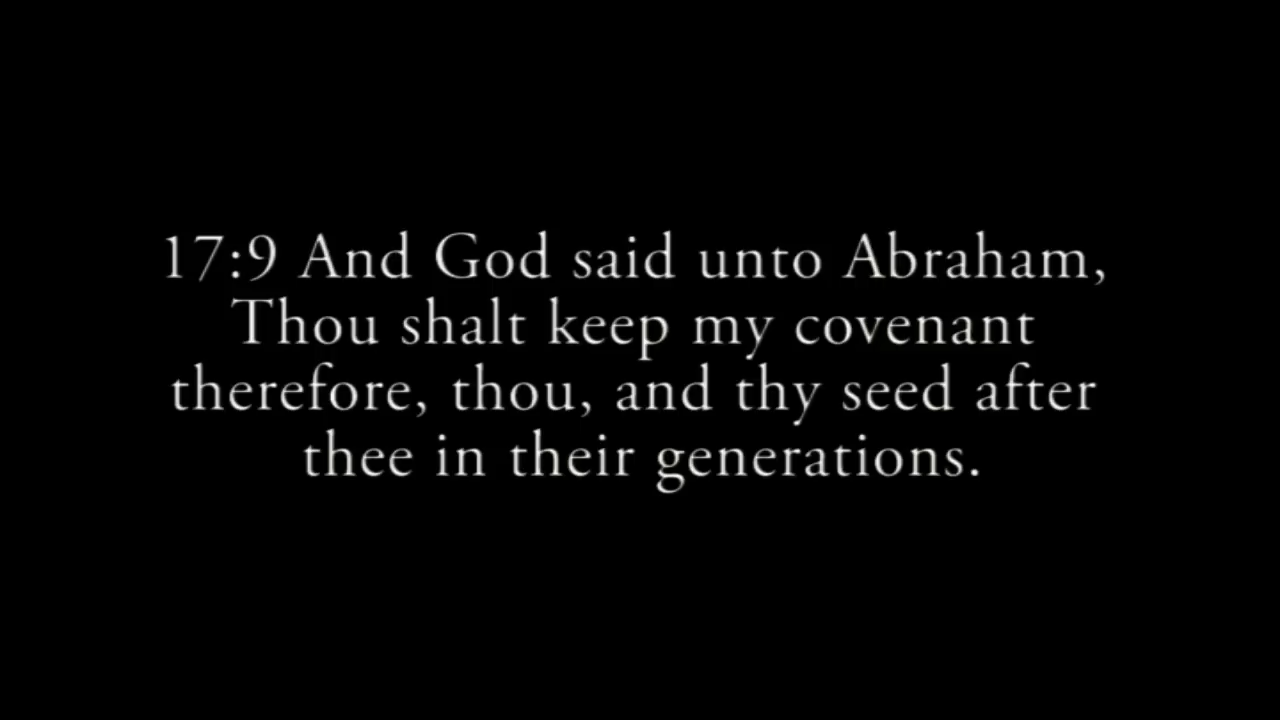 17:9 And God said unto Abraham,
Thou shalt keep my covenant
therefore, thou, and thy seed after
thee in their generations.